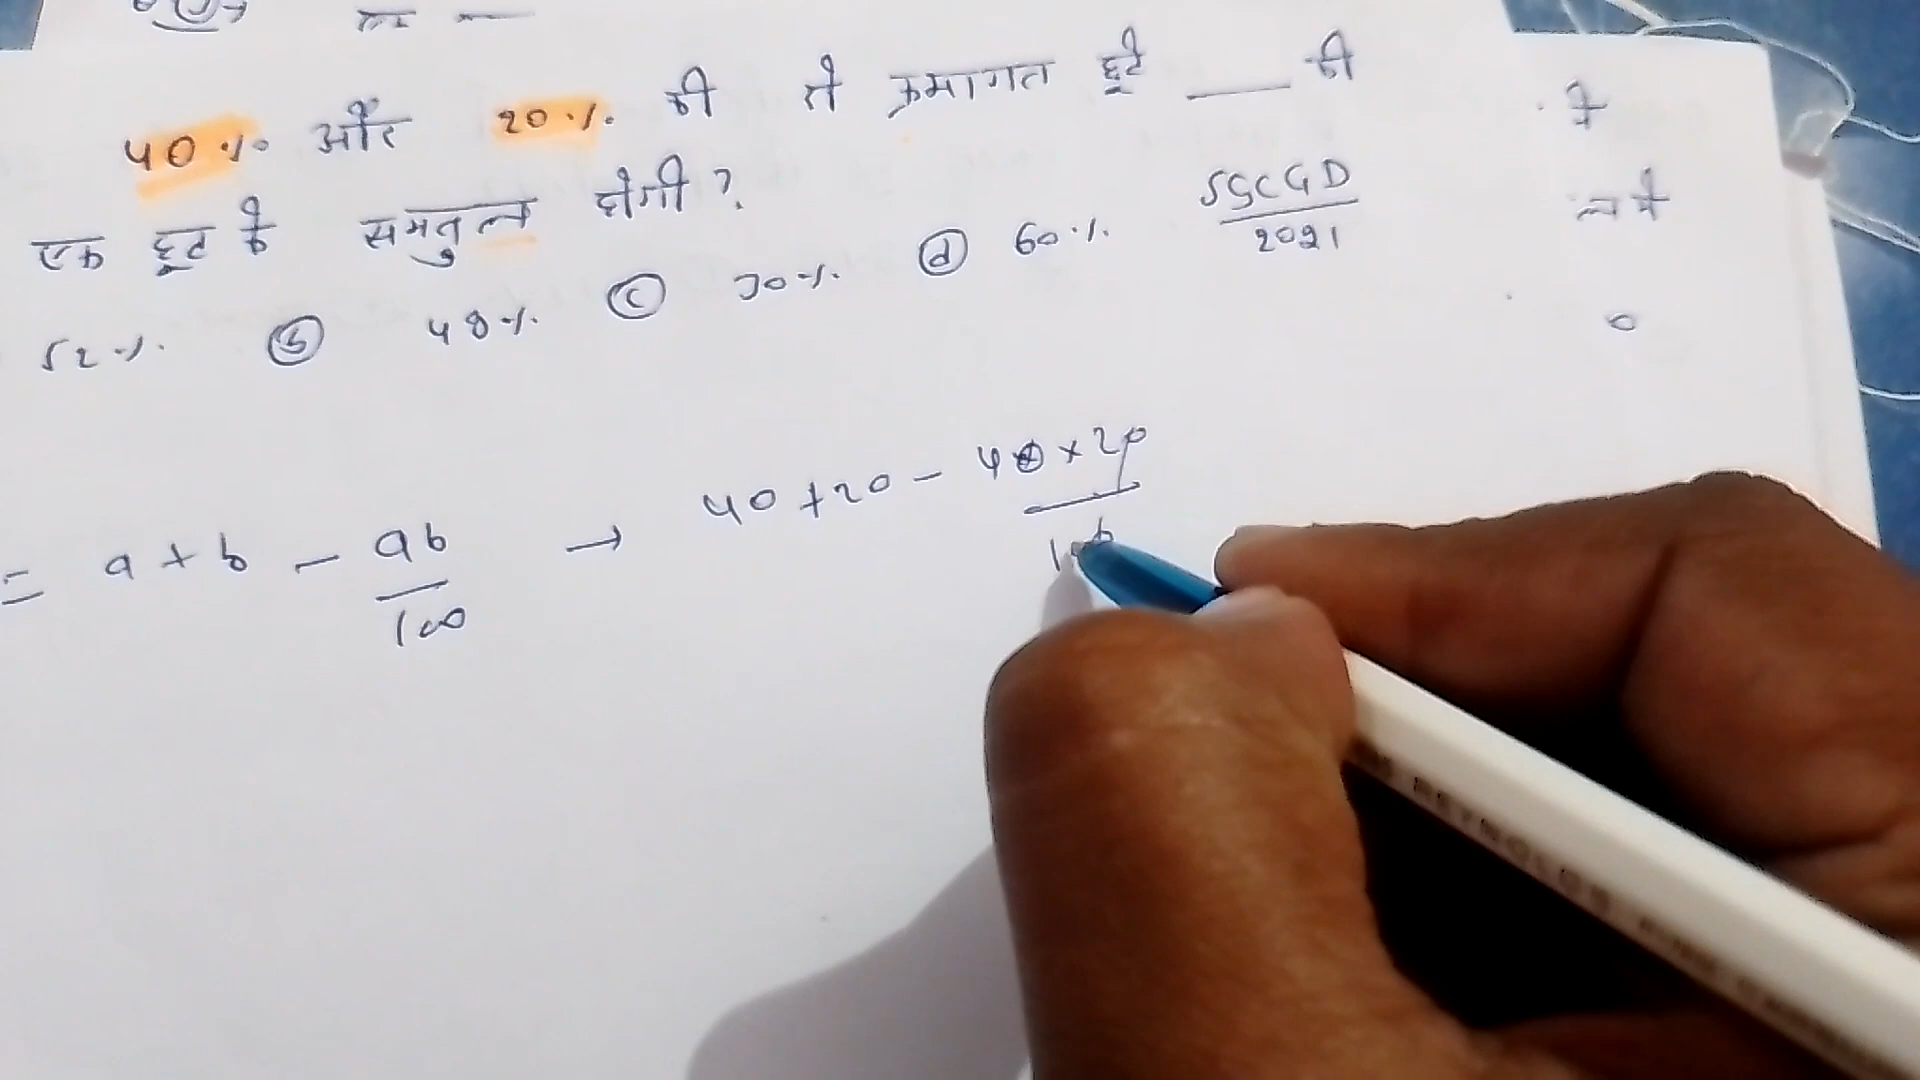 40% और 20% की दो क्रमागत छूटें ___ की
एक छूट के समतुल्य होगी?
SSCGD
2021
52% ⓑ 48% ⓒ 30% ⓓ 60%
= a + b - ab/100 → 40 + 20 - 40 × 20/100